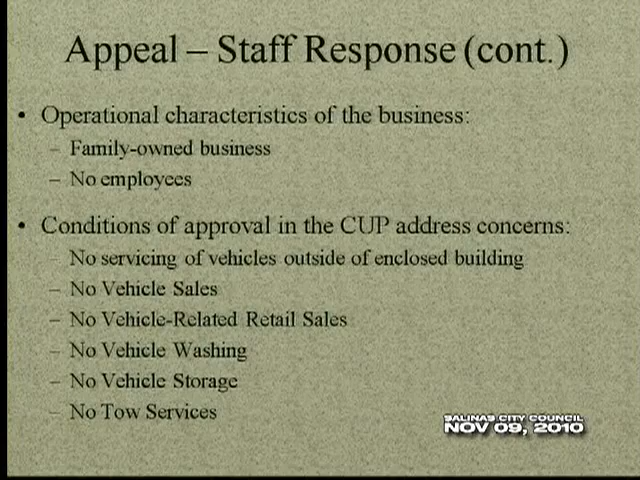 Appeal – Staff Response (cont.)
• Operational characteristics of the business:
– Family-owned business
– No employees
• Conditions of approval in the CUP address concerns:
– No servicing of vehicles outside of enclosed building
– No Vehicle Sales
– No Vehicle-Related Retail Sales
– No Vehicle Washing
– No Vehicle Storage
– No Tow Services
SALINAS CITY COUNCIL
NOV 09, 2010